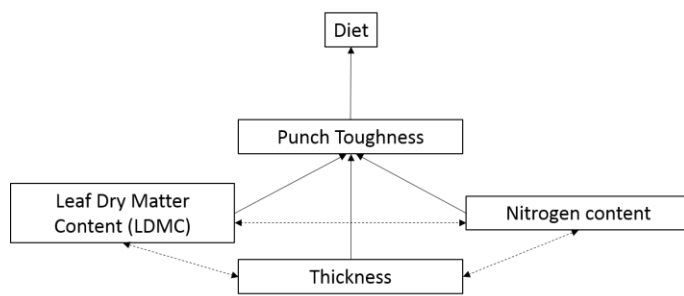 Diet
Punch Toughness
Leaf Dry Matter
Content (LDMC)
Nitrogen content
Thickness